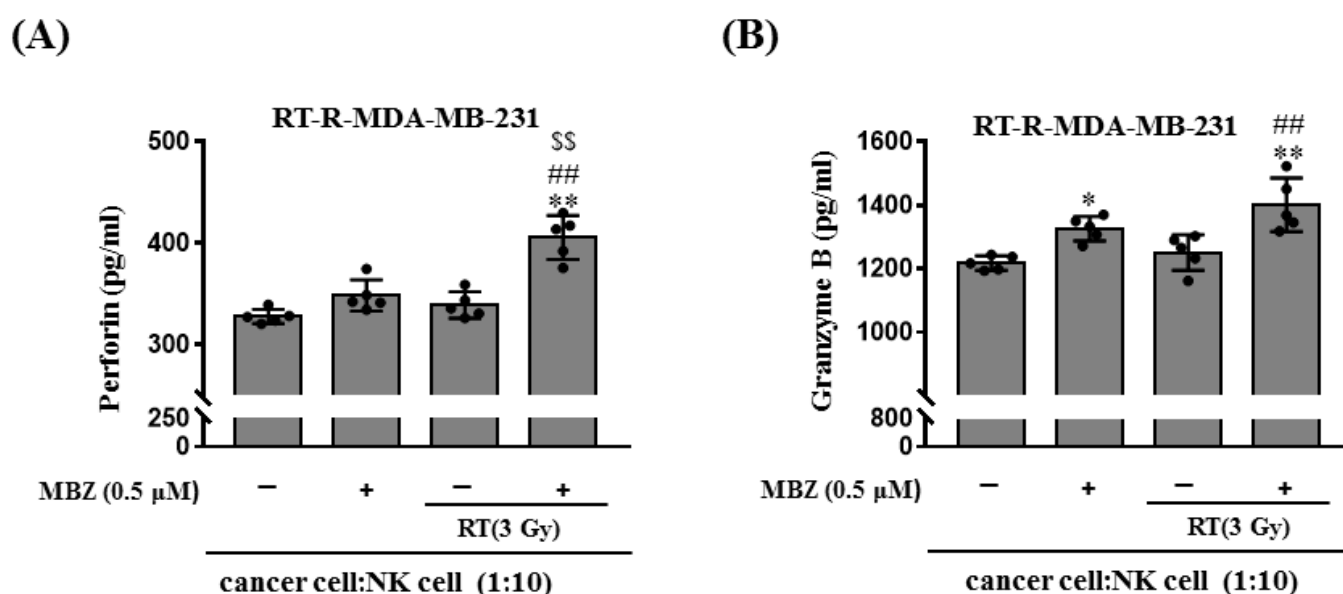 (A)
RT-R-MDA-MB-231
Perforin (pg/ml)
500
400
300
250
0
$$
##
**
MBZ (0.5 μM)
− + − +
RT(3 Gy)
cancer cell:NK cell (1:10)
(B)
RT-R-MDA-MB-231
Granzyme B (pg/ml)
1600
1400
1200
1000
800
0
*
##
**
MBZ (0.5 μM)
− + − +
RT(3 Gy)
cancer cell:NK cell (1:10)